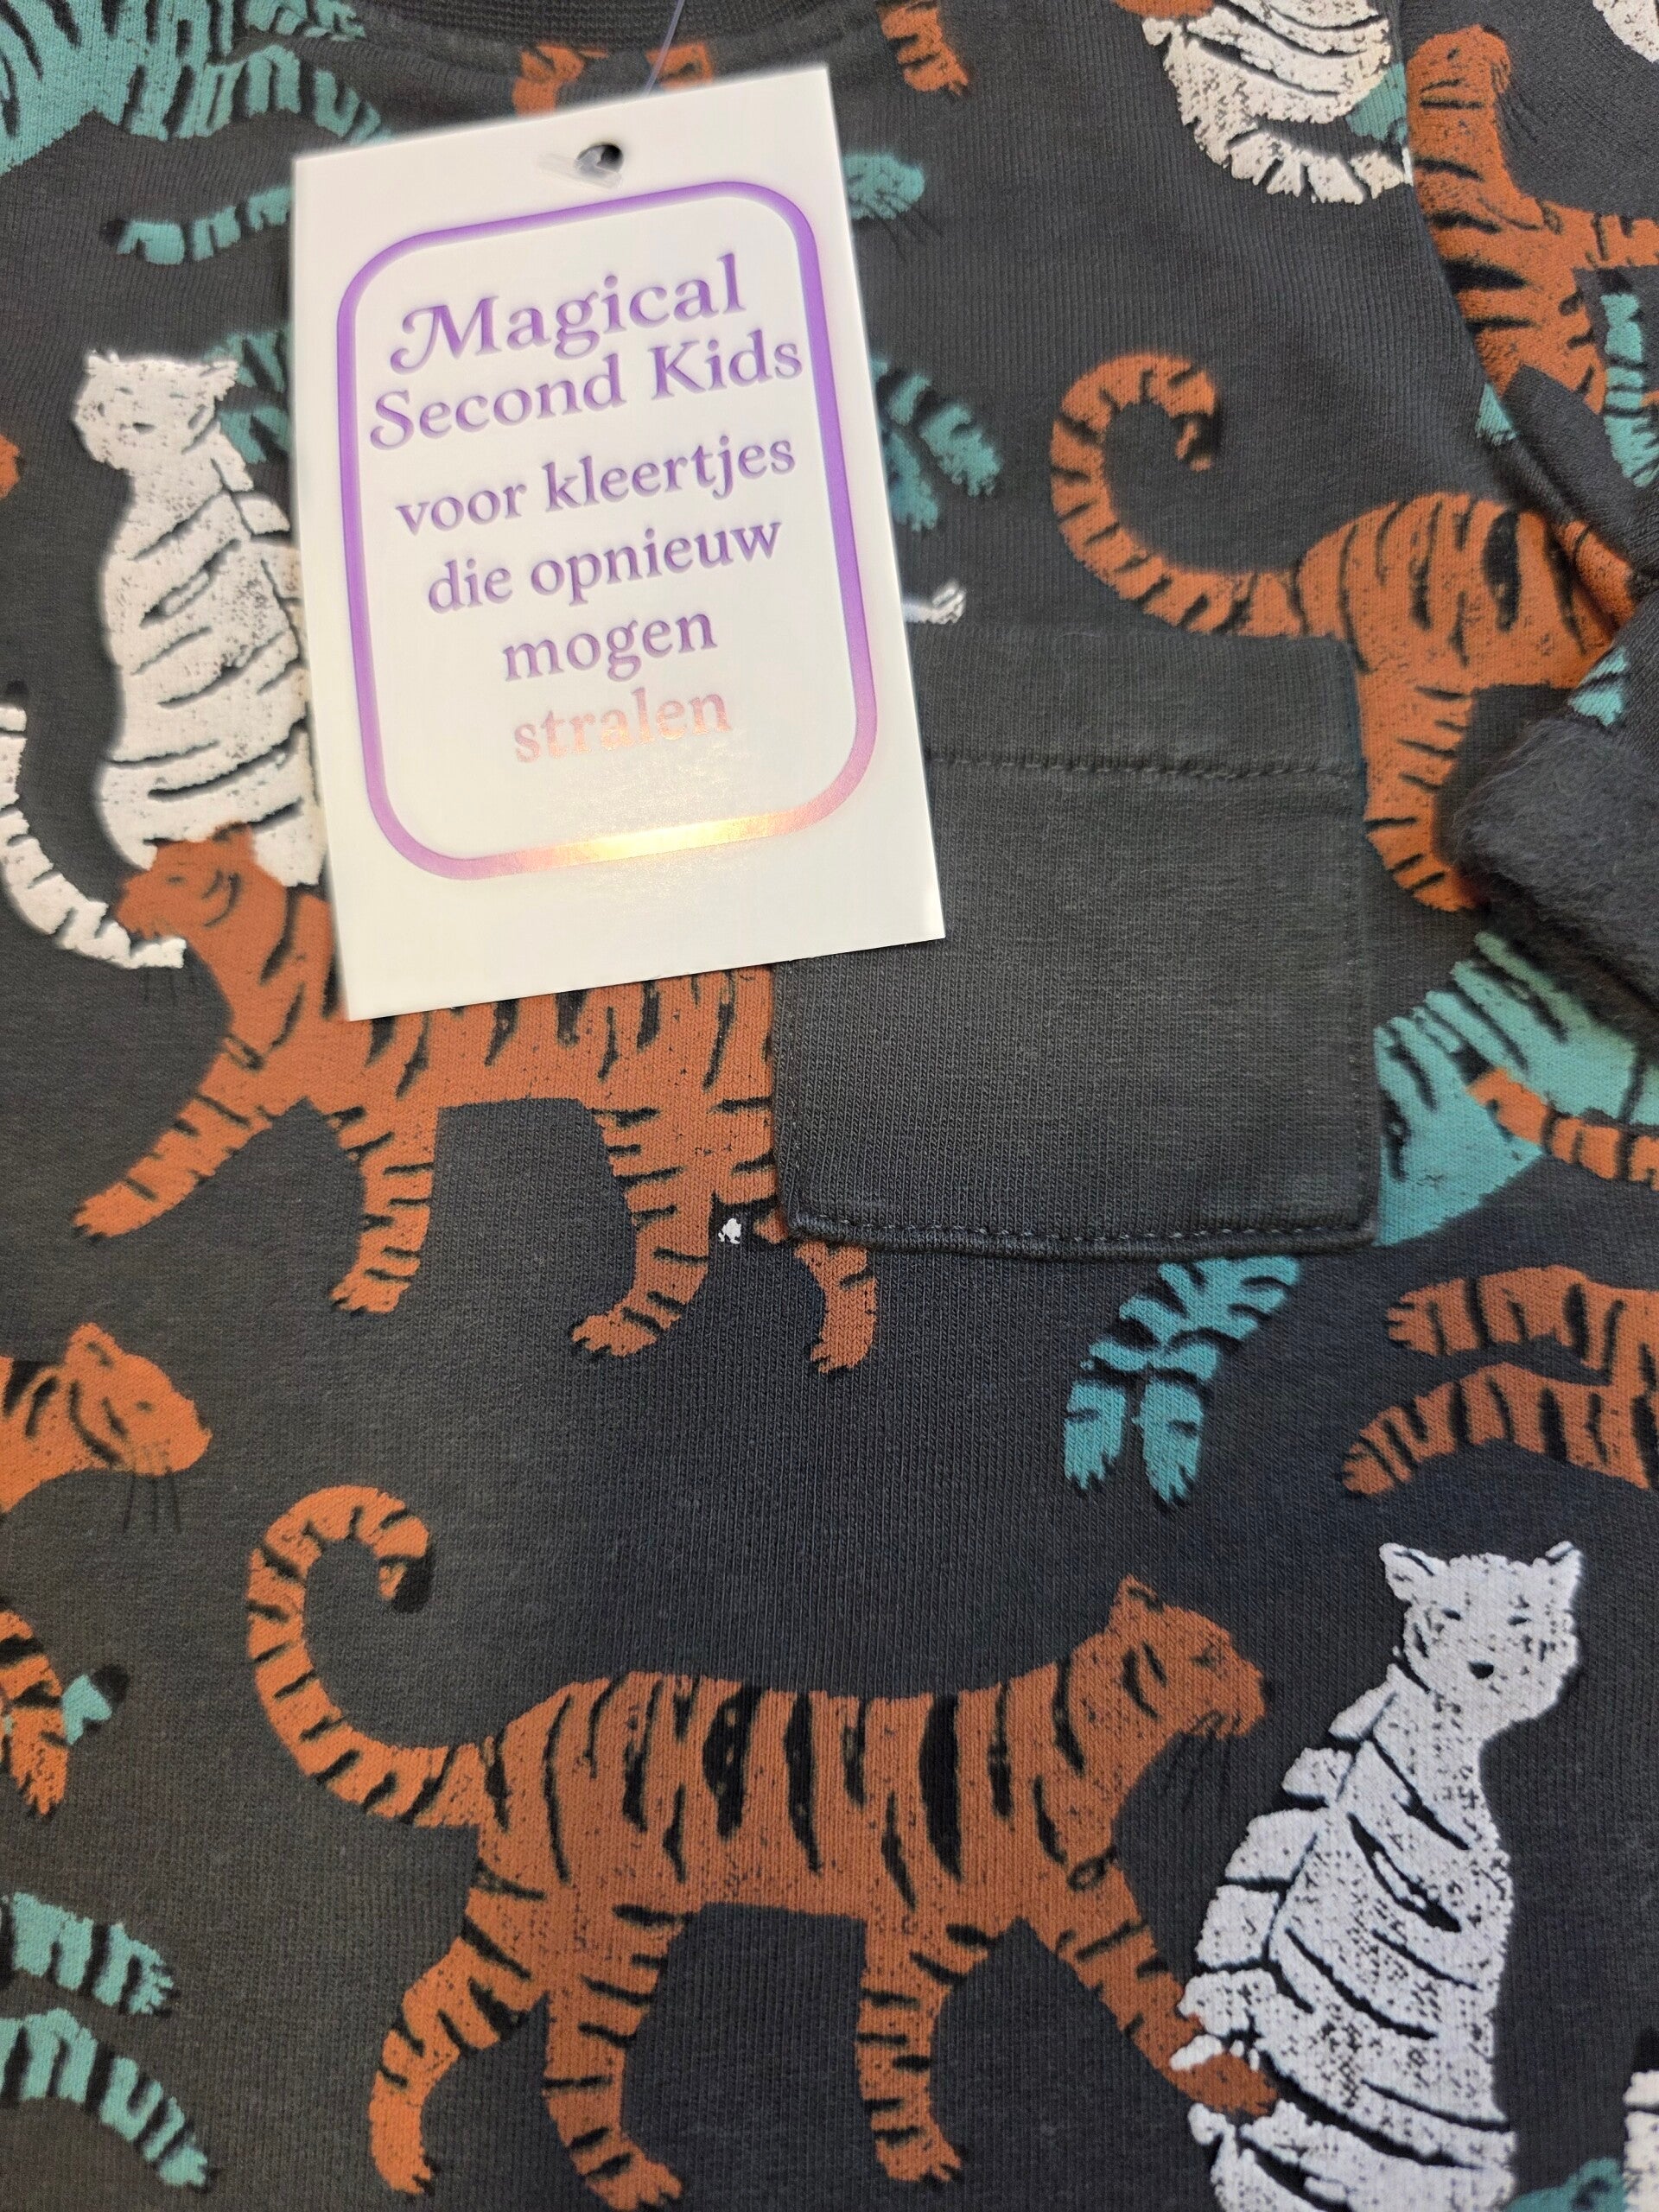 Magical
Second Kids
voor kleertjes
die opnieuw
mogen
stralen